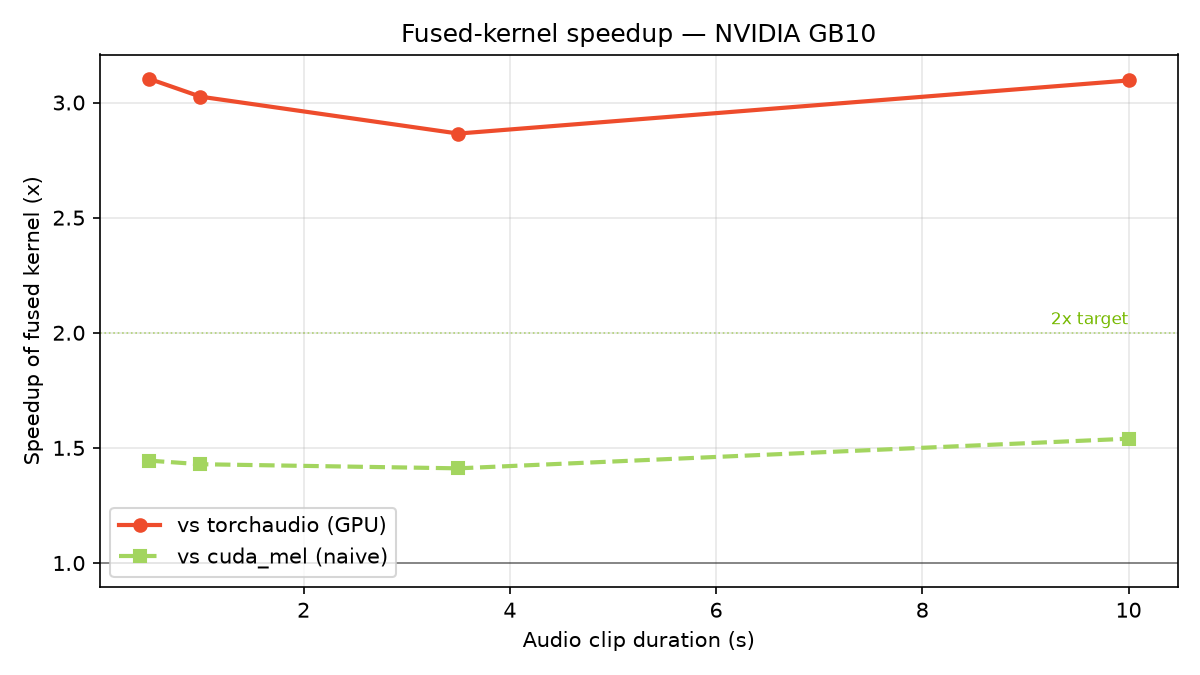 Fused-kernel speedup — NVIDIA GB10
Speedup of fused kernel (x)
3.0
2.5
2.0
1.5
1.0
2x target
vs torchaudio (GPU)
vs cuda_mel (naive)
2 4 6 8 10
Audio clip duration (s)